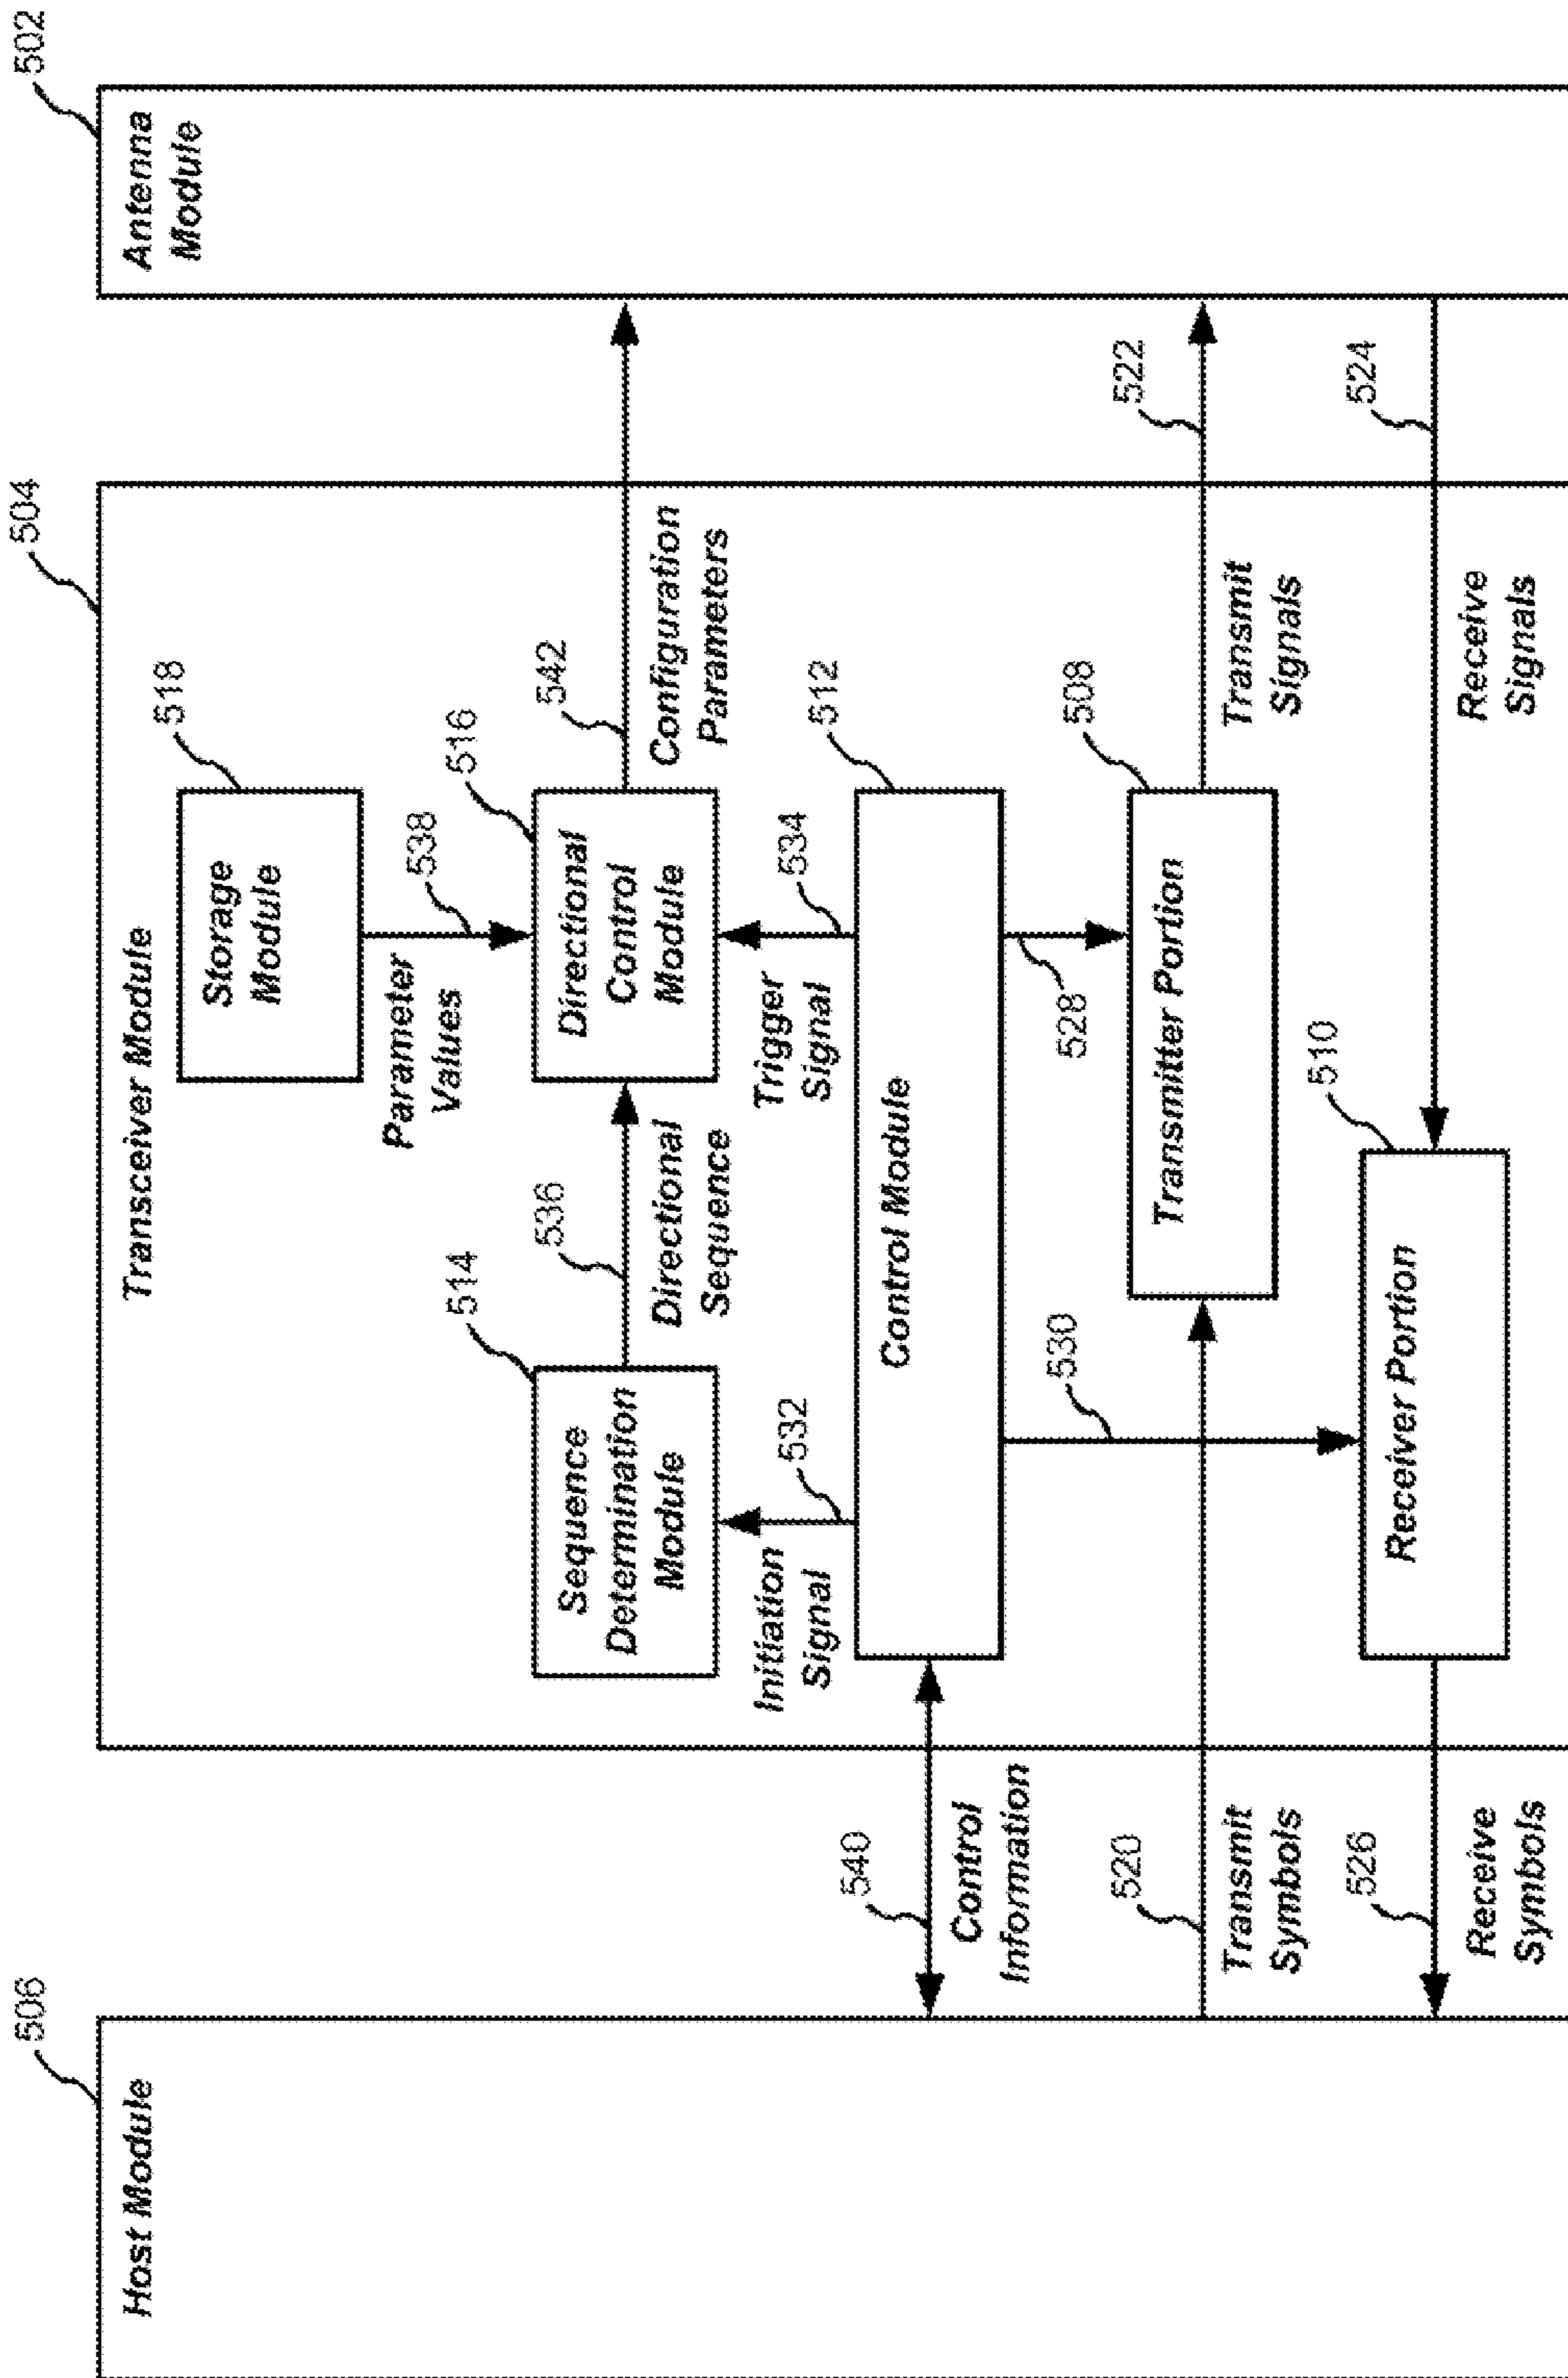 506
Host Module
504
Transceiver Module
502
Antenna
Module
518
Storage
Module
538
Parameter
Values
514
Sequence
Determination
Module
536
Directional
Sequence
516
Directional
Control
Module
542
Configuration
Parameters
532
Initiation
Signal
534
Trigger
Signal
512
Control Module
540
Control
Information
528
530
508
Transmitter Portion
520
Transmit
Symbols
522
Transmit
Signals
510
Receiver Portion
526
Receive
Symbols
524
Receive
Signals